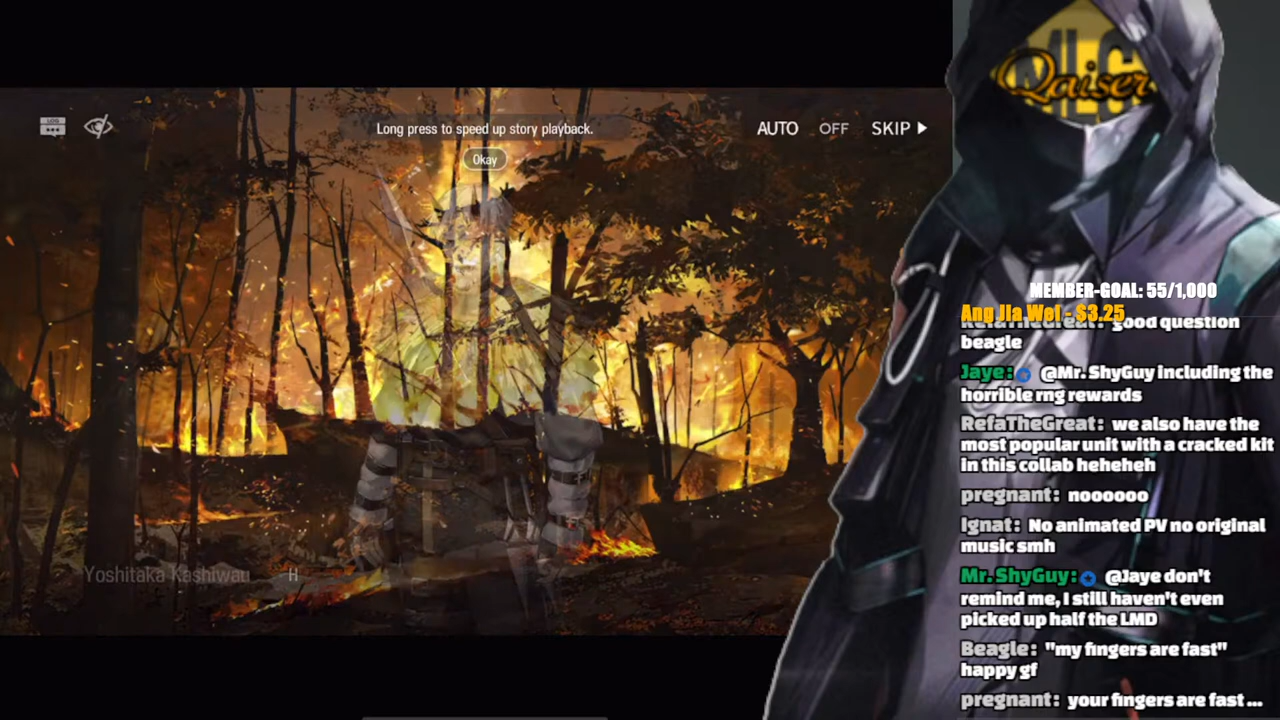 LOG
Long press to speed up story playback.
Okay
AUTO
OFF
SKIP
Yoshitaka Kashiwau
H
MLC
Qaiser
MEMBER-GOAL: 55/1,000
Ang JIa WeI - $3.25
RefaTheGreat: good question
beagle
Jaye: @Mr. ShyGuy including the
horrible rng rewards
RefaTheGreat: we also have the
most popular unit with a cracked kit
in this collab heheheh
pregnant: noooooo
Ignat: No animated PV no original
music smh
Mr. ShyGuy: @Jaye don't
remind me, I still haven't even
picked up half the LMD
Beagle: "my fingers are fast"
happy gf
pregnant: your fingers are fast ...